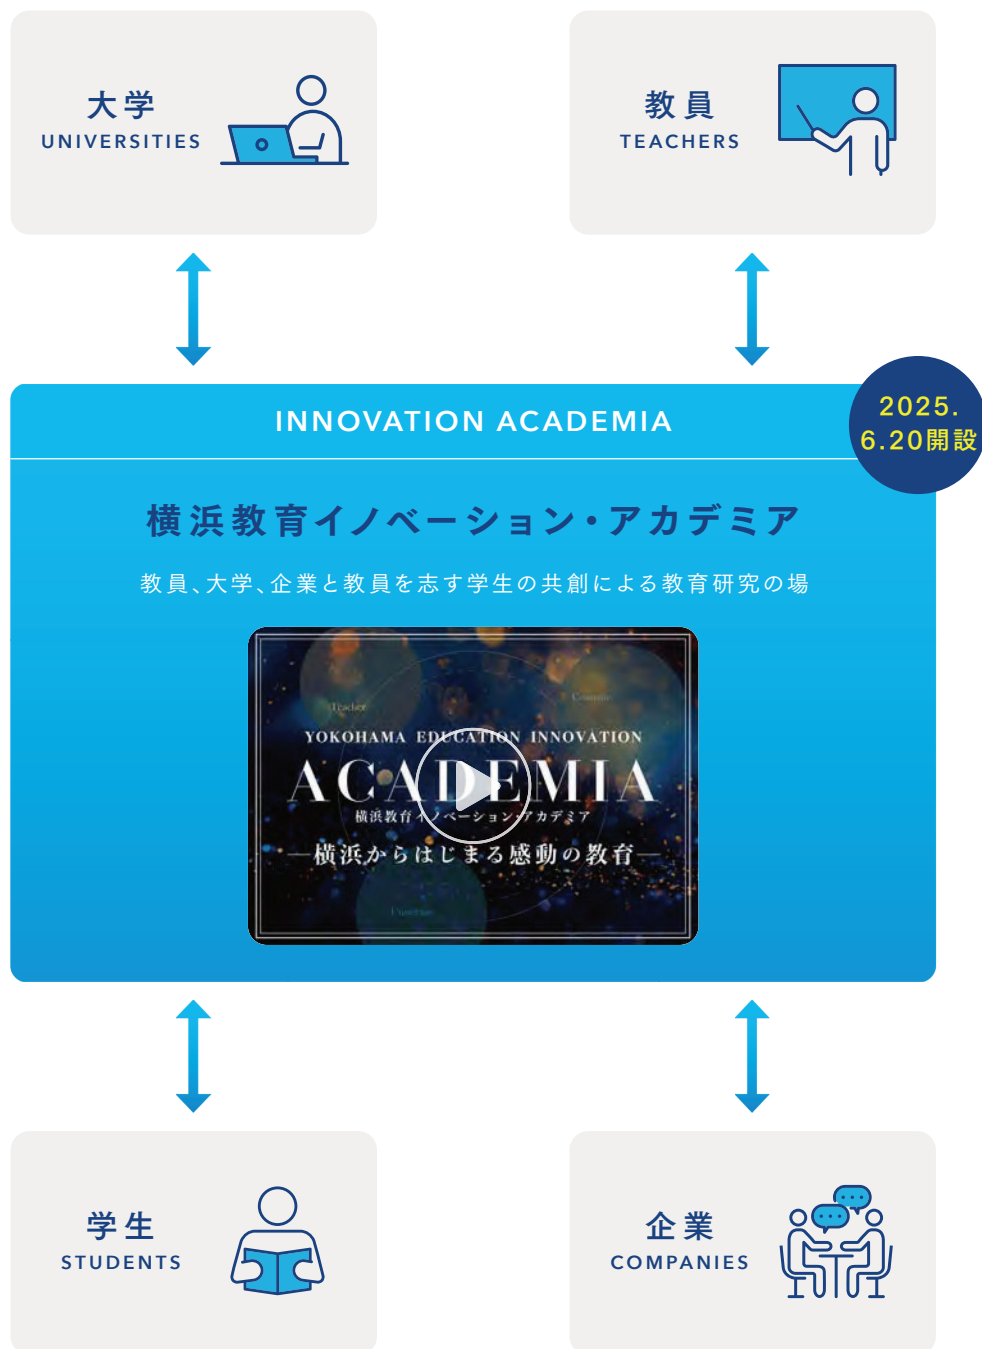 大学
UNIVERSITIES
教員
TEACHERS
INNOVATION ACADEMIA
2025.
6.20開設
横浜教育イノベーション・アカデミア
教員、大学、企業と教員を志す学生の共創による教育研究の場
Teacher
Company
YOKOHAMA EDUCATION INNOVATION
ACADEMIA
横浜教育イノベーション・アカデミア
―横浜からはじまる感動の教育―
学生
STUDENTS
企業
COMPANIES